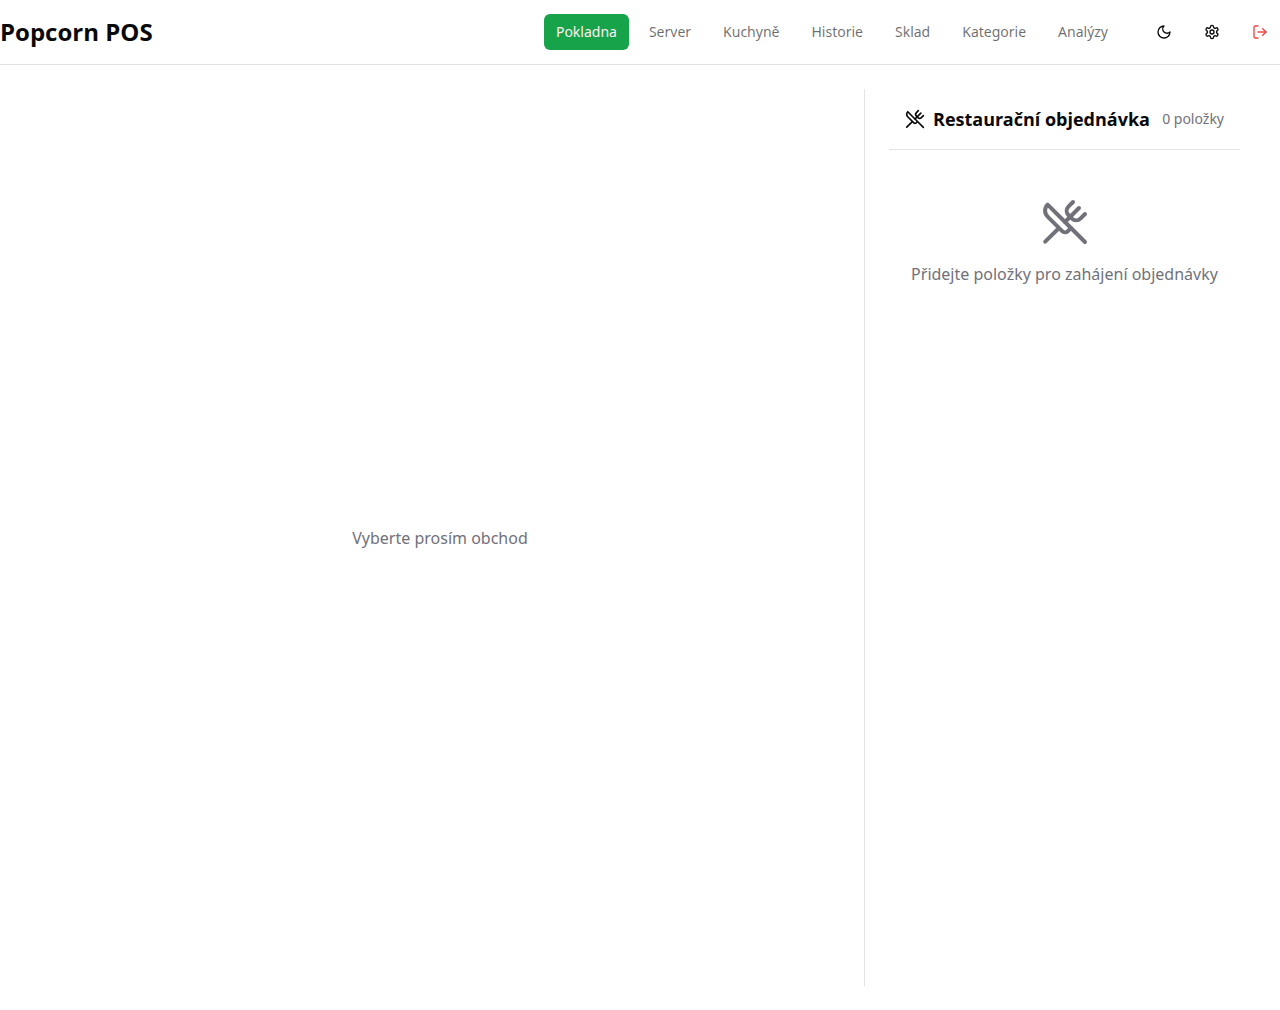 Popcorn POS
Pokladna
Server
Kuchyně
Historie
Sklad
Kategorie
Analýzy
Restaurační objednávka
0 položky
Přidejte položky pro zahájení objednávky
Vyberte prosím obchod